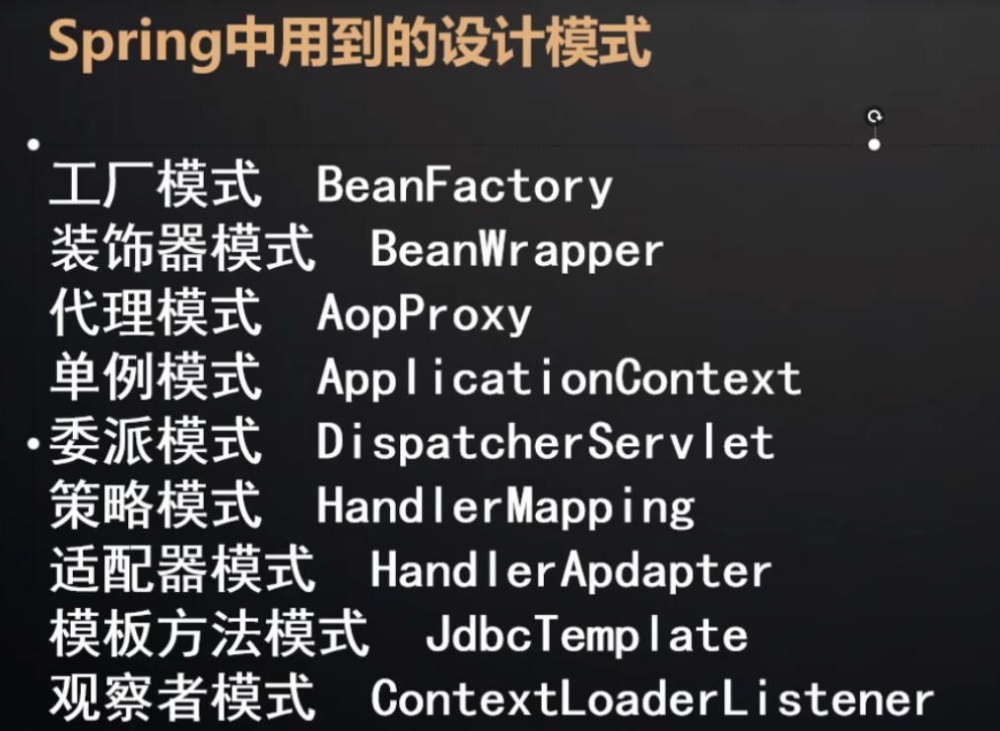 Spring中用到的设计模式
工厂模式 BeanFactory
装饰器模式 BeanWrapper
代理模式 AopProxy
单例模式 ApplicationContext
委派模式 DispatcherServlet
策略模式 HandlerMapping
适配器模式 HandlerApdapter
模板方法模式 JdbcTemplate
观察者模式 ContextLoaderListener